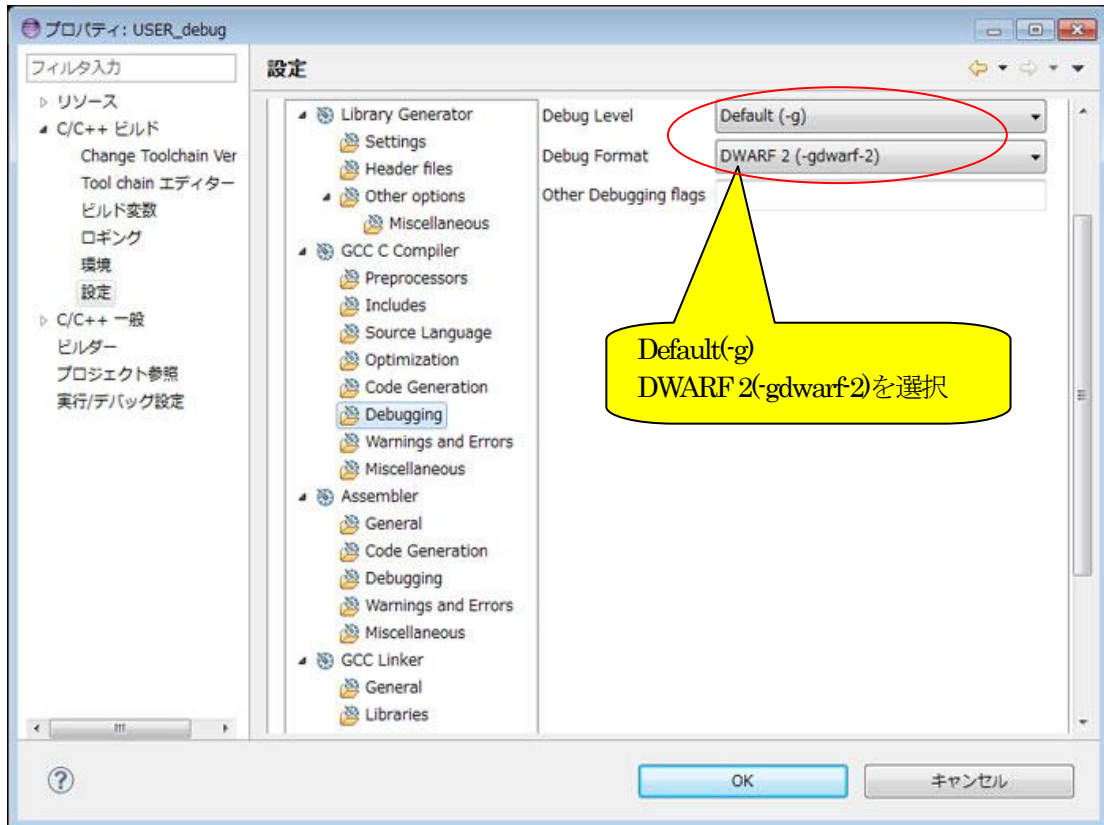 プロパティ: USER_debug
フィルタ入力
設定
リソース
C/C++ ビルド
Change Toolchain Ver
Tool chain エディター
ビルド変数
ロギング
環境
設定
C/C++ 一般
ビルダー
プロジェクト参照
実行/デバッグ設定
Library Generator
Settings
Header files
Other options
Miscellaneous
GCC C Compiler
Preprocessors
Includes
Source Language
Optimization
Code Generation
Debugging
Warnings and Errors
Miscellaneous
Assembler
General
Code Generation
Debugging
Warnings and Errors
Miscellaneous
GCC Linker
General
Libraries
Debug Level Default (-g)
Debug Format DWARF 2 (-gdwarf-2)
Other Debugging flags
Default(-g)
DWARF 2(-gdwarf-2)を選択
OK キャンセル